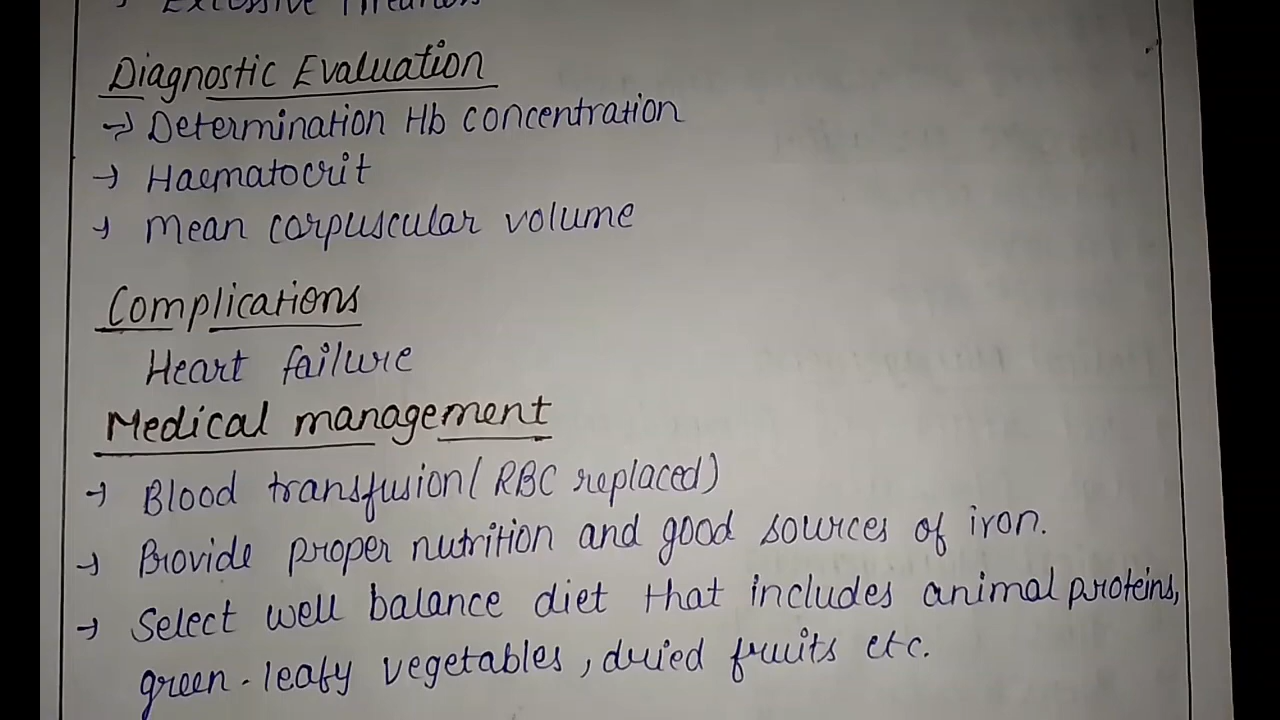 Excessive
Diagnostic Evaluation
→ Determination Hb concentration
→ Haematocrit
→ Mean corpuscular volume
Complications
Heart failure
Medical management
→ Blood transfusion (RBC replaced)
→ Provide proper nutrition and good sources of iron.
→ Select well balance diet that includes animal proteins,
green-leafy vegetables, dried fruits etc.